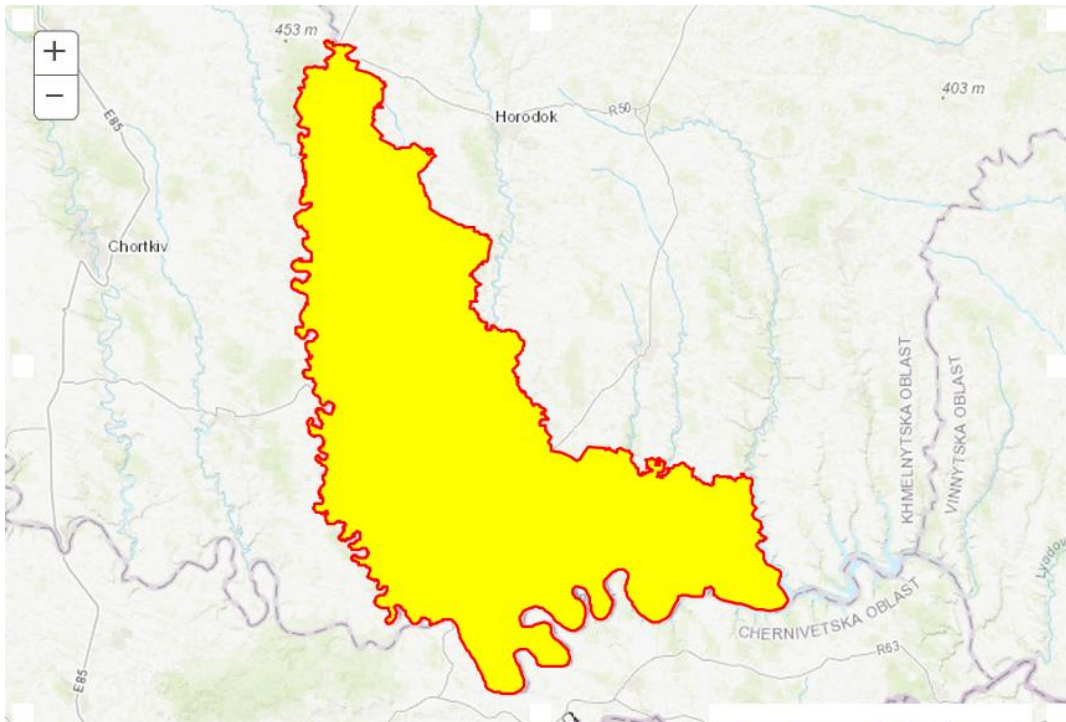 453 m
+
−
403 m
R50
Horodok
E85
Chortkiv
KHMELNYTSKA OBLAST
VINNYTSKA OBLAST
CHERNIVETSKA OBLAST
R63
E85